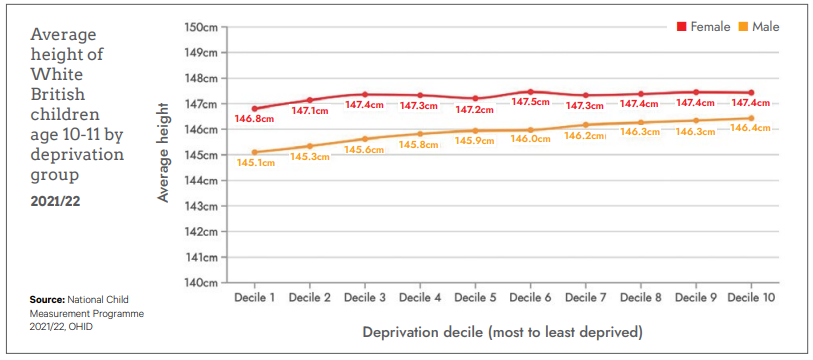 Average
height of
White
British
children
age 10-11 by
deprivation
group
2021/22
Source: National Child
Measurement Programme
2021/22, OHID
Female Male
Average height
150cm
149cm
148cm
147cm
146cm
145cm
144cm
143cm
142cm
141cm
140cm
146.8cm 147.1cm 147.4cm 147.3cm 147.2cm 147.5cm 147.3cm 147.4cm 147.4cm 147.4cm
145.1cm 145.3cm 145.6cm 145.8cm 145.9cm 146.0cm 146.2cm 146.3cm 146.3cm 146.4cm
Decile 1 Decile 2 Decile 3 Decile 4 Decile 5 Decile 6 Decile 7 Decile 8 Decile 9 Decile 10
Deprivation decile (most to least deprived)